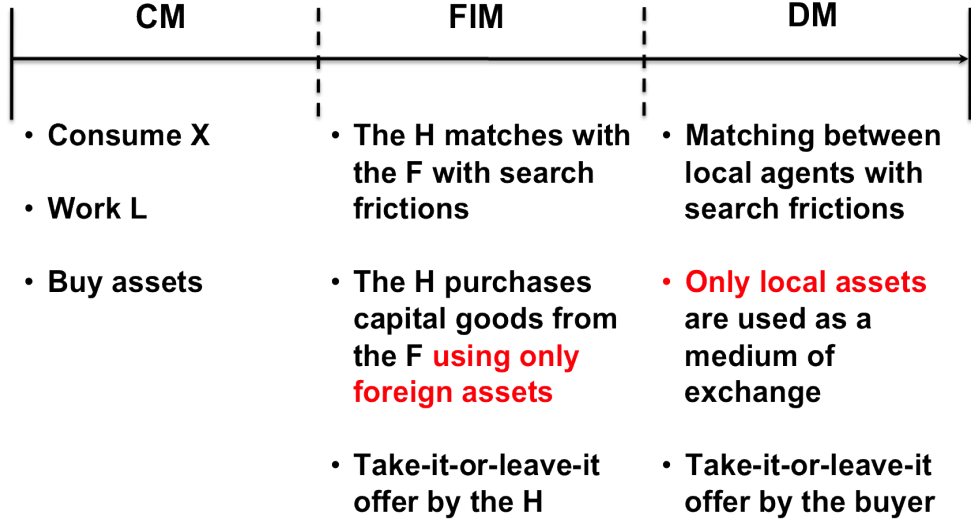 CM
FIM
DM
• Consume X
• Work L
• Buy assets
• The H matches with
the F with search
frictions
• The H purchases
capital goods from
the F using only
foreign assets
• Take-it-or-leave-it
offer by the H
• Matching between
local agents with
search frictions
• Only local assets
are used as a
medium of
exchange
• Take-it-or-leave-it
offer by the buyer